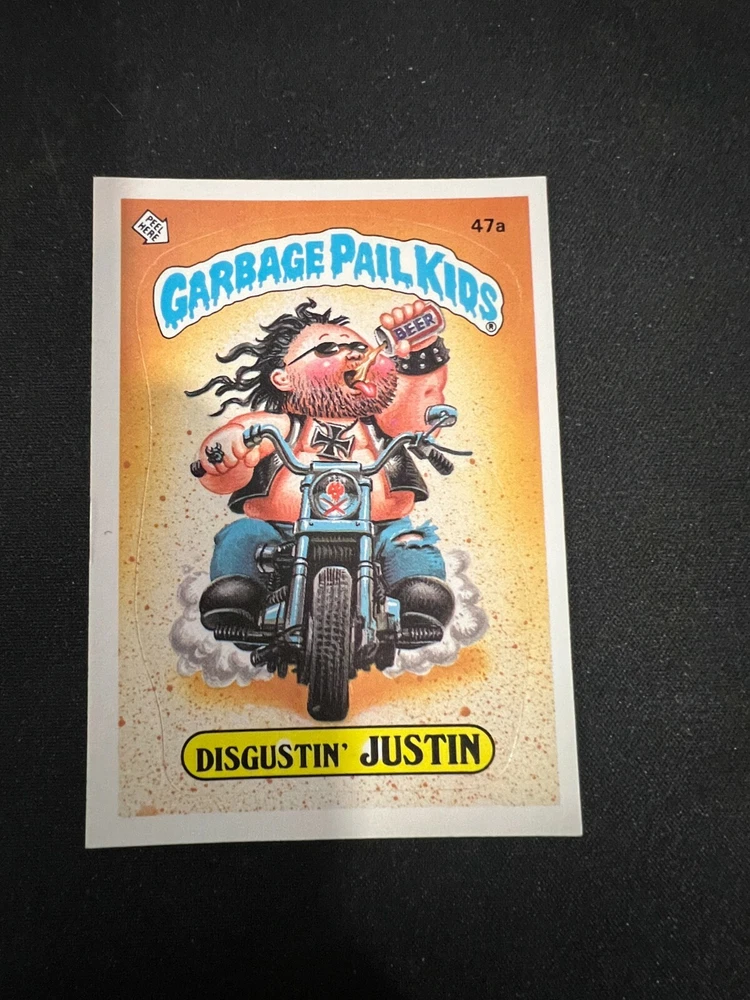 PEEL
HERE
47a
GARBAGE PAIL KIDS®
BEER
DISGUSTIN' JUSTIN